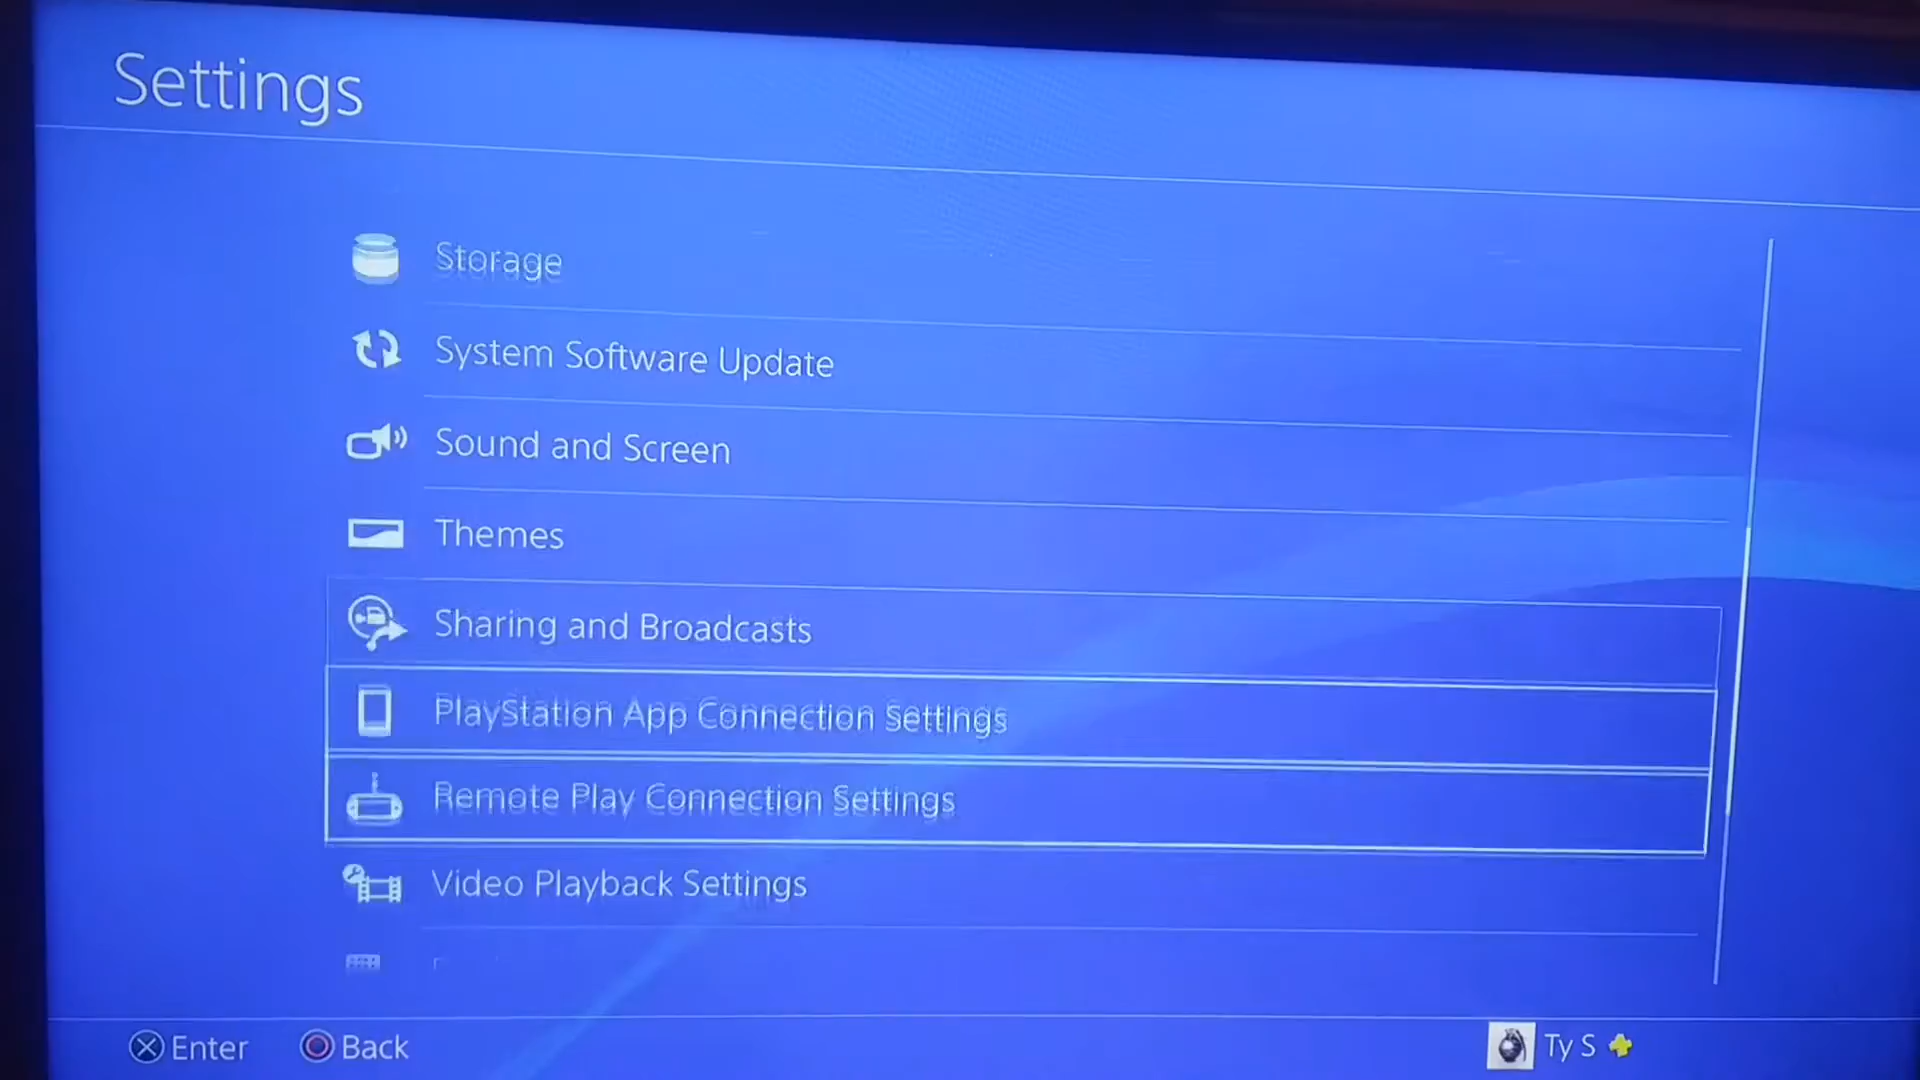 Settings
Storage
System Software Update
Sound and Screen
Themes
Sharing and Broadcasts
PlayStation App Connection Settings
Remote Play Connection Settings
Video Playback Settings
Enter
Back
Ty S